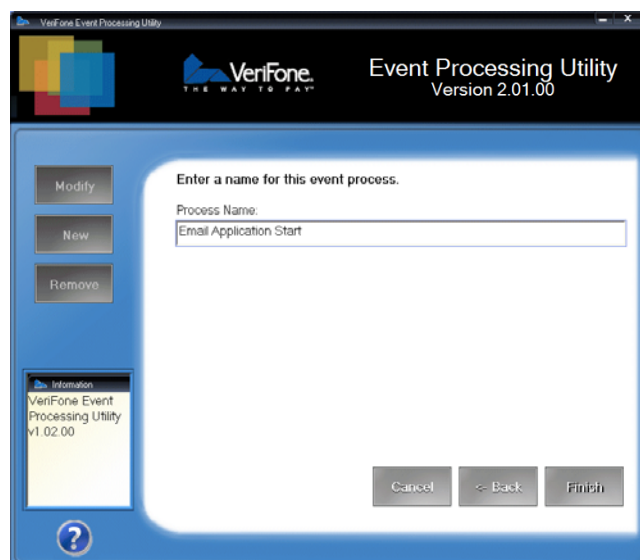 VeriFone Event Processing Utility
VeriFone.
THE WAY TO PAY™
Event Processing Utility
Version 2.01.00
Modify
New
Remove
Enter a name for this event process.
Process Name:
Email Application Start
Information
VeriFone Event
Processing Utility
v1.02.00
Cancel
<- Back
Finish
?